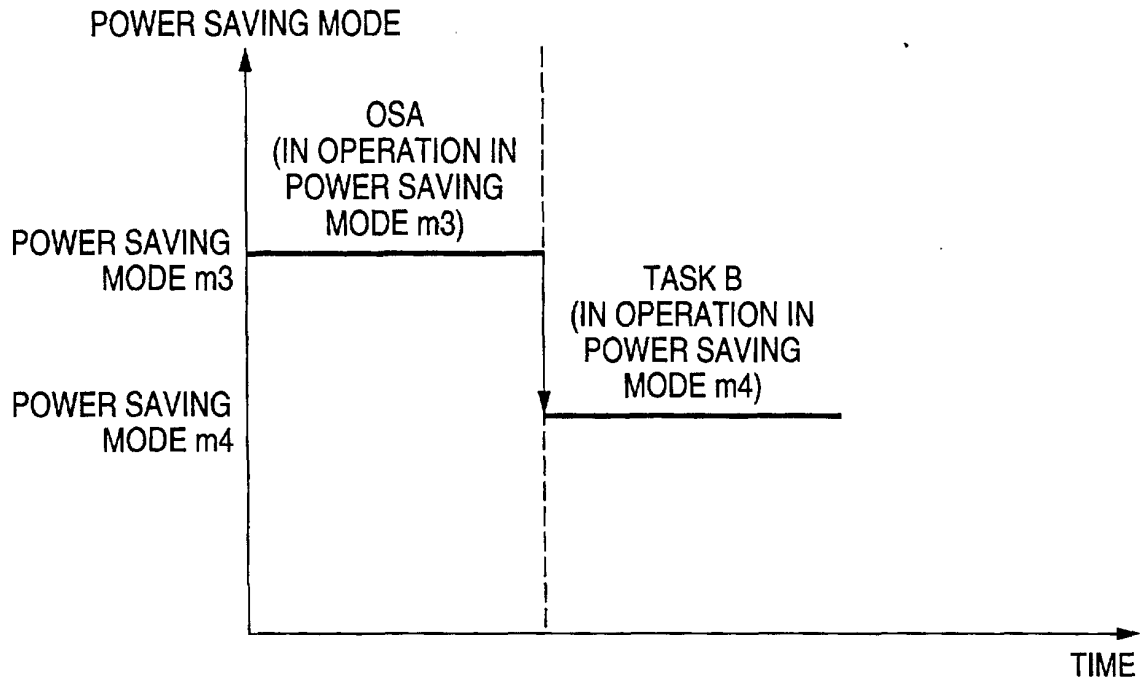 POWER SAVING MODE
OSA
(IN OPERATION IN
POWER SAVING
MODE m3)
POWER SAVING
MODE m3
TASK B
(IN OPERATION IN
POWER SAVING
MODE m4)
POWER SAVING
MODE m4
TIME